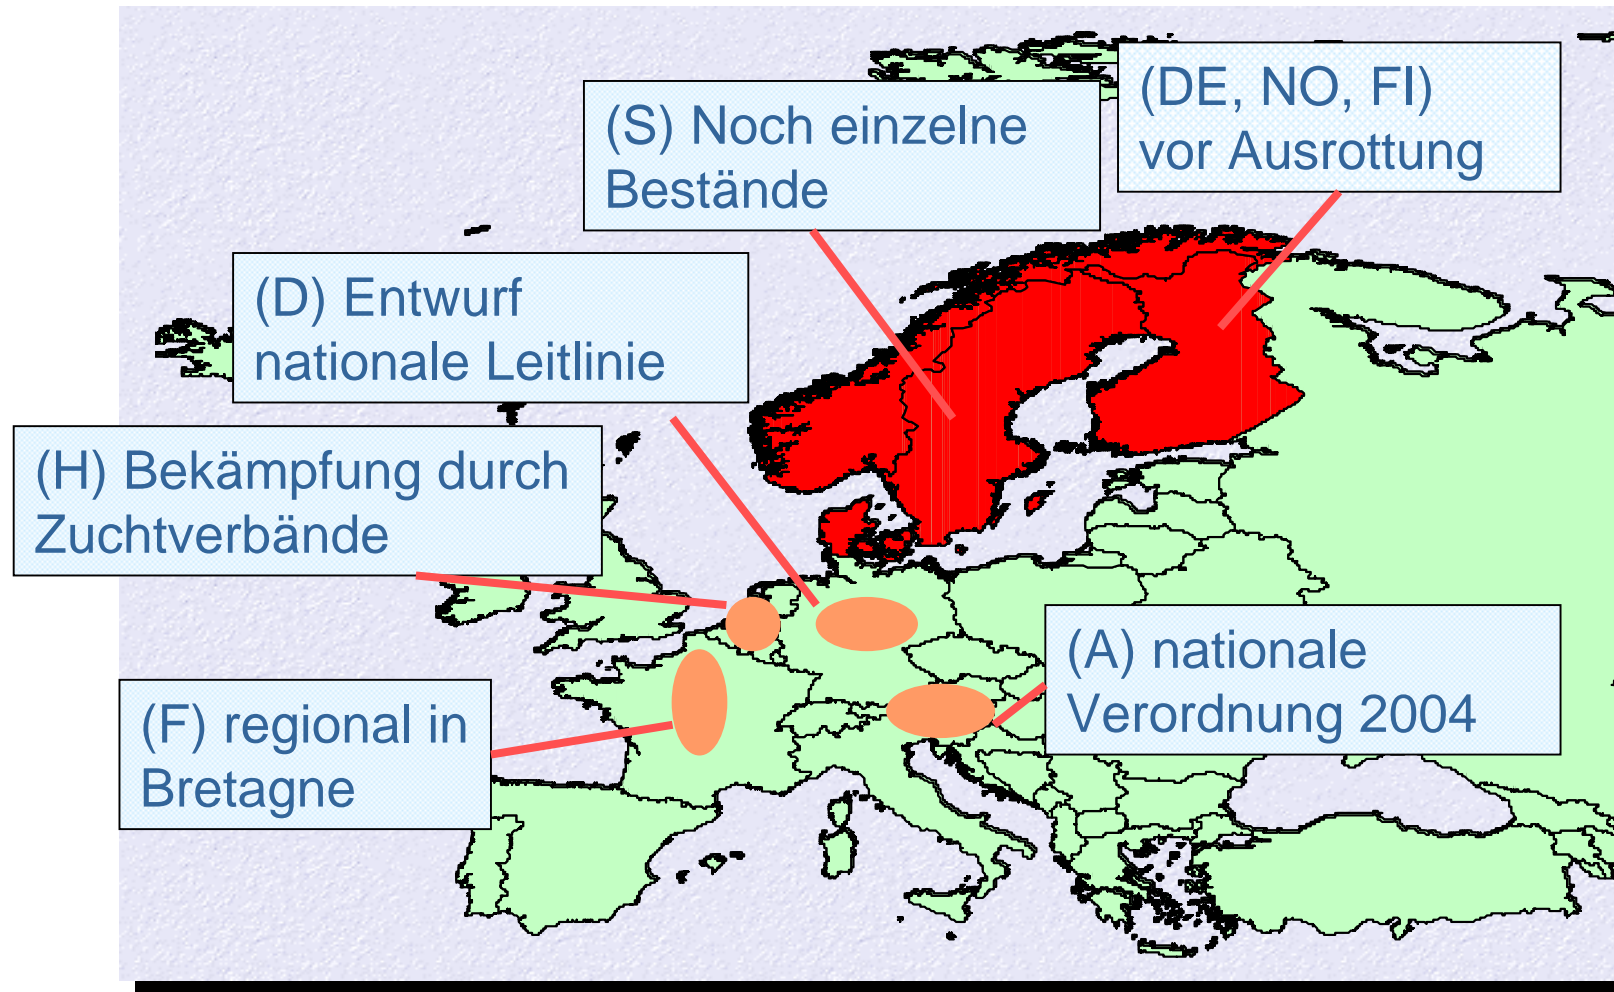 (DE, NO, FI)
vor Ausrottung
(S) Noch einzelne
Bestände
(D) Entwurf
nationale Leitlinie
(H) Bekämpfung durch
Zuchtverbände
(A) nationale
Verordnung 2004
(F) regional in
Bretagne